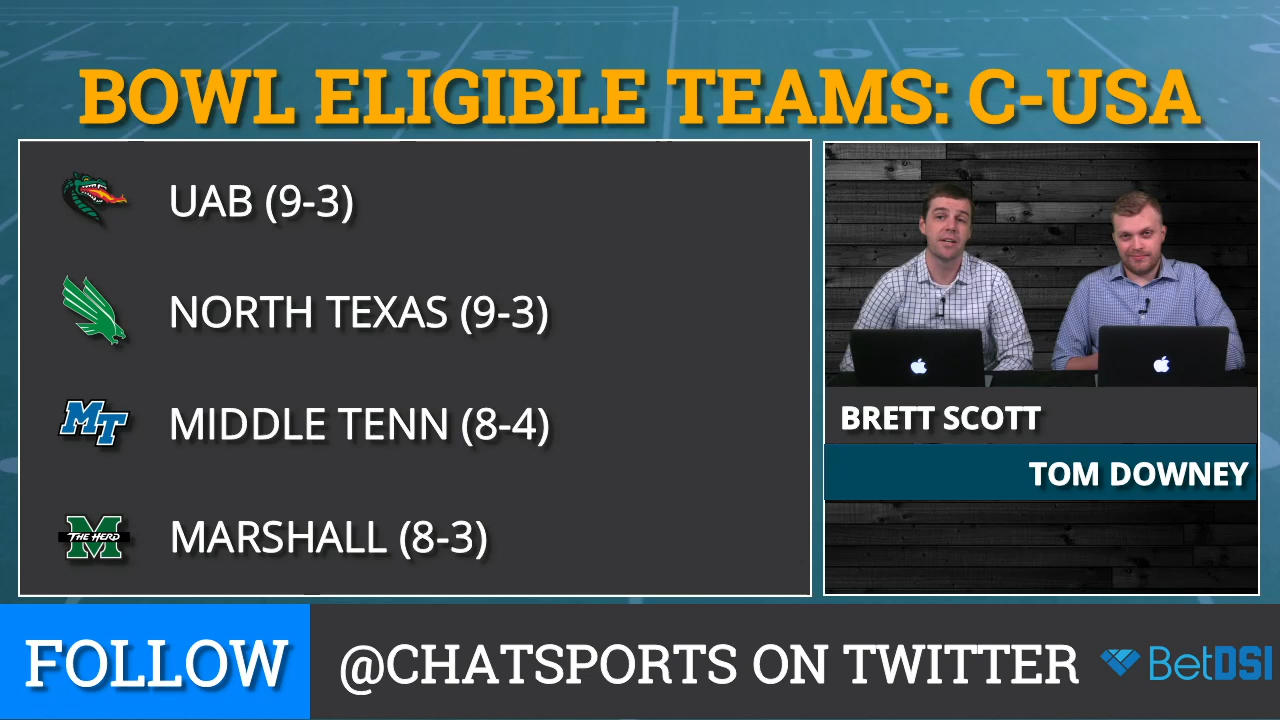 BOWL ELIGIBLE TEAMS: C-USA
UAB (9-3)
NORTH TEXAS (9-3)
MT
MIDDLE TENN (8-4)
M
THE HERD
MARSHALL (8-3)
BRETT SCOTT
TOM DOWNEY
FOLLOW
@CHATSPORTS ON TWITTER
BetDSI